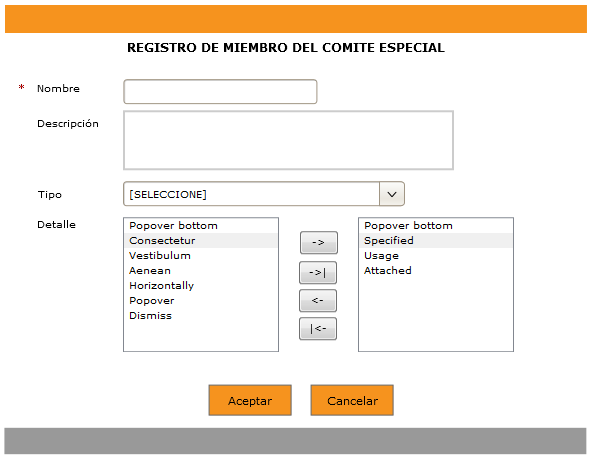 REGISTRO DE MIEMBRO DEL COMITE ESPECIAL
* Nombre
Descripción
Tipo [SELECCIONE]
Detalle
Popover bottom
Consectetur
Vestibulum
Aenean
Horizontally
Popover
Dismiss
->
->|
<-
|<-
Popover bottom
Specified
Usage
Attached
Aceptar Cancelar